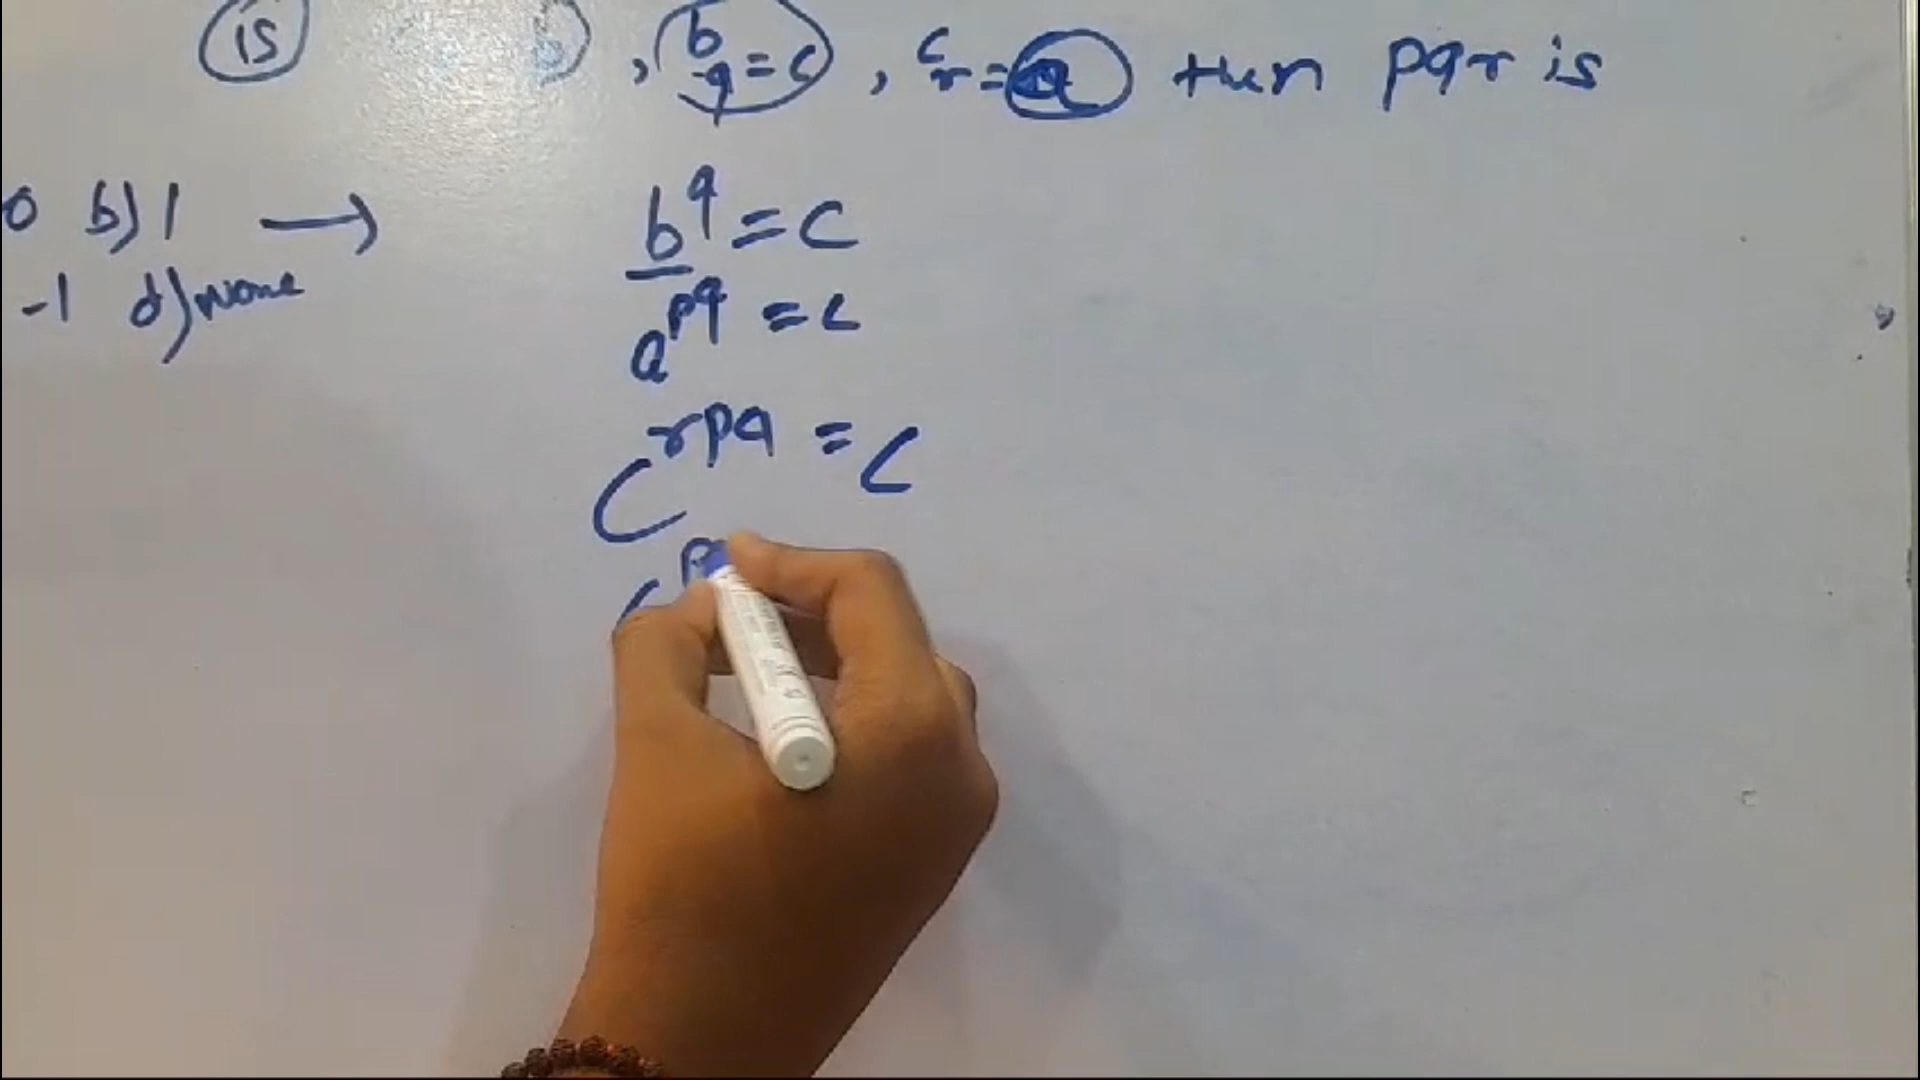 15 b, b^q = c, c^r = a then pqr is
0 b) 1 →
-1 d) None
b^q = c
a^pq = c
c^rpq = c
c^p